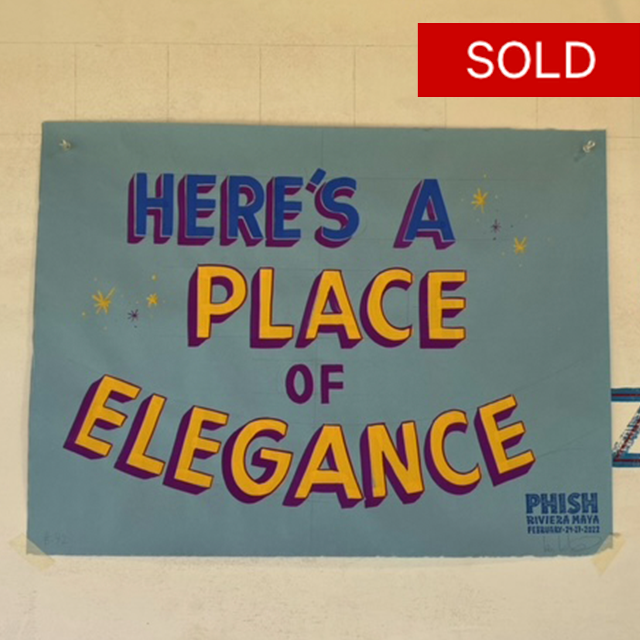 SOLD
HERE'S A
PLACE
OF
ELEGANCE
PHISH
RIVIERA MAYA